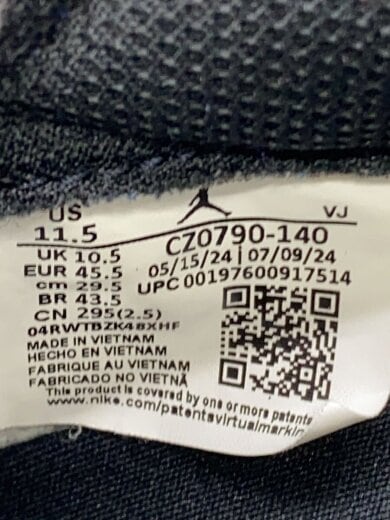 US
11.5
VJ
UK 10.5
EUR 45.5
cm 29.5
BR 43.5
CN 295(2.5)
CZ0790-140
05/15/24 | 07/09/24
UPC 00197600917514
04RWTBZK48XHF
MADE IN VIETNAM
HECHO EN VIETNAM
FABRIQUE AU VIETNAM
FABRICADO NO VIETNÃ
This product is covered by one or more patents
www.nike.com/patentsvirtualmarkin